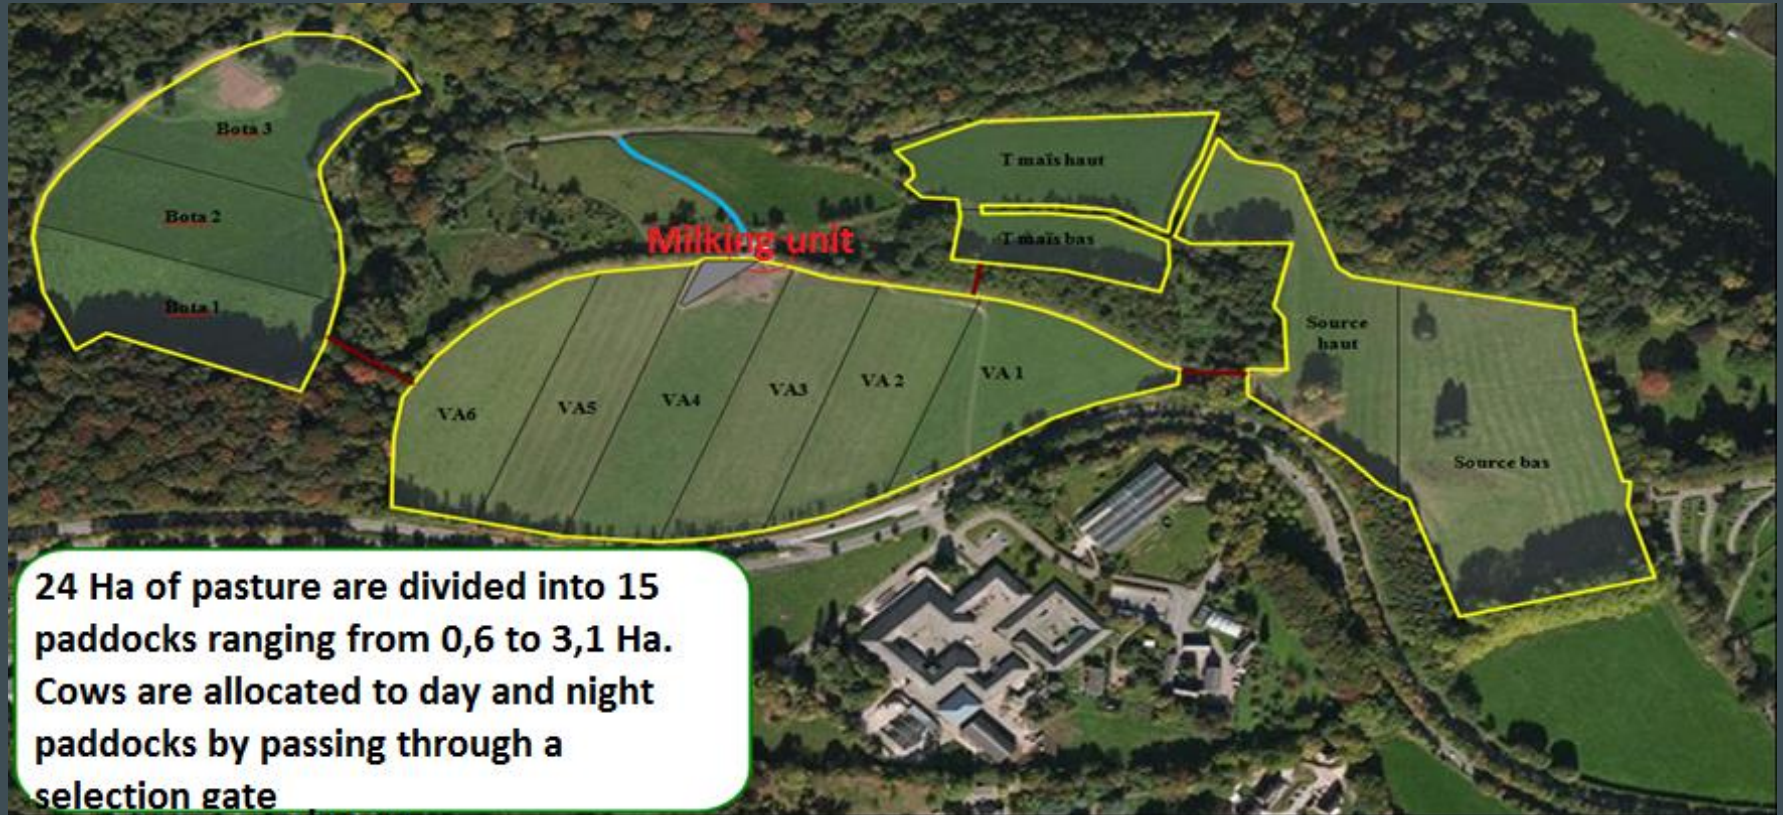 Bota 3
T maïs haut
Bota 2
T maïs bas
Milking unit
Bota 1
Source
haut
VA6
VA5
VA4
VA3
VA 2
VA 1
Source bas
24 Ha of pasture are divided into 15
paddocks ranging from 0,6 to 3,1 Ha.
Cows are allocated to day and night
paddocks by passing through a
selection gate